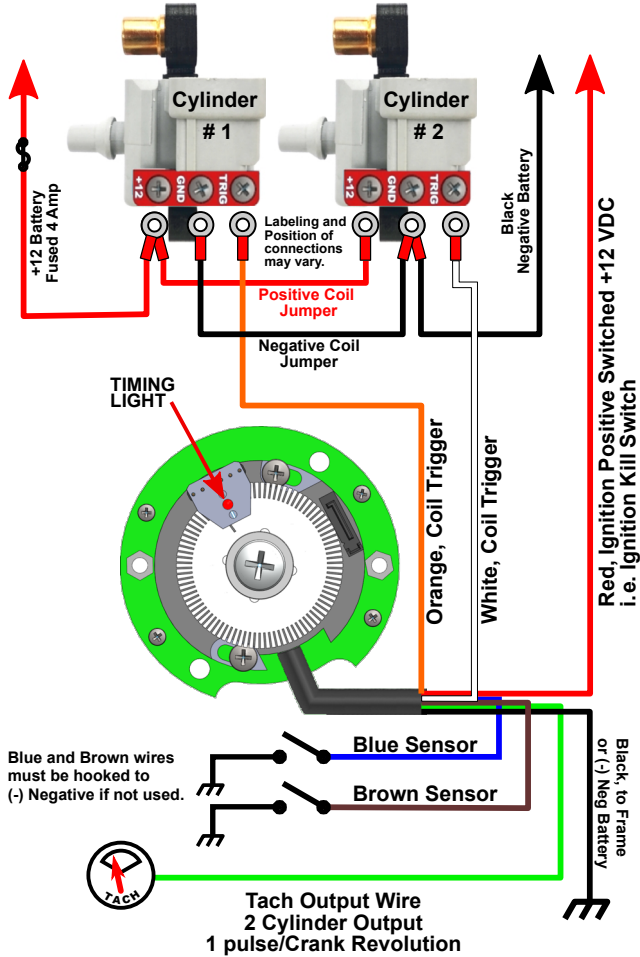 Cylinder
# 1
Cylinder
# 2
+12
GND
TRIG
+12
GND
TRIG
+12 Battery
Fused 4 Amp
Labeling and
Position of
connections
may vary.
Black
Negative Battery
Positive Coil
Jumper
Negative Coil
Jumper
Red, Ignition Positive Switched +12 VDC
i.e. Ignition Kill Switch
TIMING
LIGHT
Orange, Coil Trigger
White, Coil Trigger
Blue Sensor
Blue and Brown wires
must be hooked to
(-) Negative if not used.
Brown Sensor
Black, to Frame
or (-) Neg Battery
TACH
Tach Output Wire
2 Cylinder Output
1 pulse/Crank Revolution